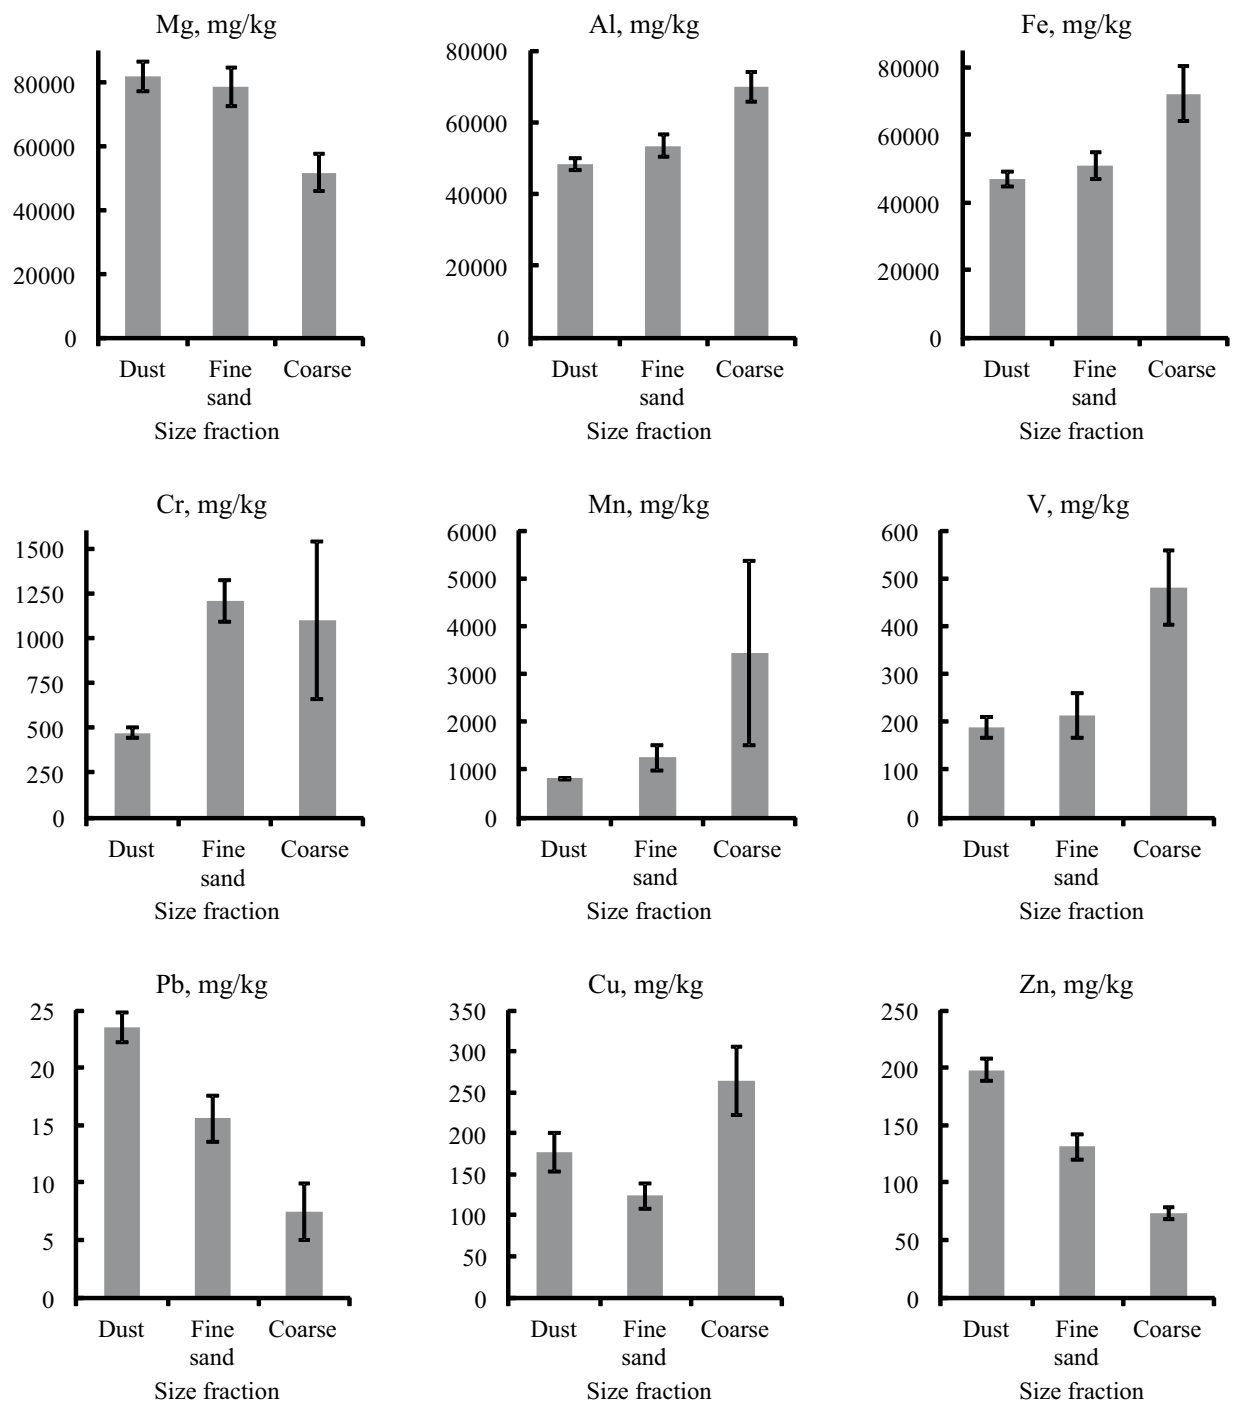 Mg, mg/kg
80000
60000
40000
20000
0
Dust Fine Coarse
sand
Size fraction
Al, mg/kg
80000
60000
40000
20000
0
Dust Fine Coarse
sand
Size fraction
Fe, mg/kg
80000
60000
40000
20000
0
Dust Fine Coarse
sand
Size fraction
Cr, mg/kg
1500
1250
1000
750
500
250
0
Dust Fine Coarse
sand
Size fraction
Mn, mg/kg
6000
5000
4000
3000
2000
1000
0
Dust Fine Coarse
sand
Size fraction
V, mg/kg
600
500
400
300
200
100
0
Dust Fine Coarse
sand
Size fraction
Pb, mg/kg
25
20
15
10
5
0
Dust Fine Coarse
sand
Size fraction
Cu, mg/kg
350
300
250
200
150
100
50
0
Dust Fine Coarse
sand
Size fraction
Zn, mg/kg
250
200
150
100
50
0
Dust Fine Coarse
sand
Size fraction